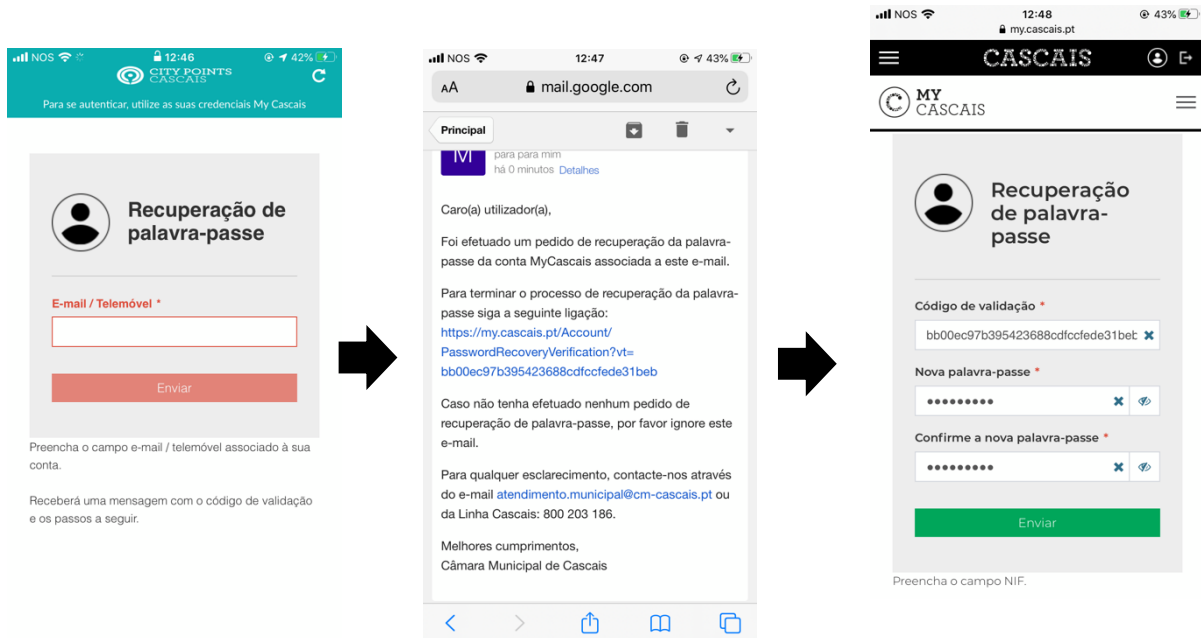 NOS
12:46
42%
CITY POINTS
CASCAIS
Para se autenticar, utilize as suas credenciais My Cascais
Recuperação de
palavra-passe
E-mail / Telemóvel *
Enviar
Preencha o campo e-mail / telemóvel associado à sua
conta.
Receberá uma mensagem com o código de validação
e os passos a seguir.
NOS
12:47
43%
AA
mail.google.com
Principal
M
para para mim
há 0 minutos Detalhes
Caro(a) utilizador(a),
Foi efetuado um pedido de recuperação da palavra-
passe da conta MyCascais associada a este e-mail.
Para terminar o processo de recuperação da palavra-
passe siga a seguinte ligação:
https://my.cascais.pt/Account/
PasswordRecoveryVerification?vt=
bb00ec97b395423688cdfccfede31beb
Caso não tenha efetuado nenhum pedido de
recuperação de palavra-passe, por favor ignore este
e-mail.
Para qualquer esclarecimento, contacte-nos através
do e-mail atendimento.municipal@cm-cascais.pt ou
da Linha Cascais: 800 203 186.
Melhores cumprimentos,
Câmara Municipal de Cascais
NOS
12:48
43%
my.cascais.pt
CASCAIS
C MY
CASCAIS
Recuperação
de palavra-
passe
Código de validação *
bb00ec97b395423688cdfccfede31beb
Nova palavra-passe *
•••••••••
Confirme a nova palavra-passe *
•••••••••
Enviar
Preencha o campo NIF.